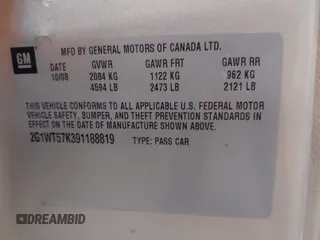 GM
MFD BY GENERAL MOTORS OF CANADA LTD.
DATE GVWR GAWR FRT GAWR RR
10/08 2084 KG 1122 KG 962 KG
4594 LB 2473 LB 2121 LB
THIS VEHICLE CONFORMS TO ALL APPLICABLE U.S. FEDERAL MOTOR
VEHICLE SAFETY, BUMPER, AND THEFT PREVENTION STANDARDS IN
EFFECT ON THE DATE OF MANUFACTURE SHOWN ABOVE.
2G1WT57K391188819 TYPE: PASS CAR
DREAMBID